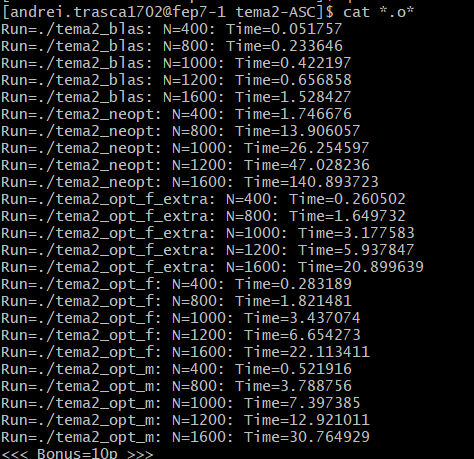 [andrei.trasca1702@fep7-1 tema2-ASC]$ cat *.o*
Run=./tema2_blas: N=400: Time=0.051757
Run=./tema2_blas: N=800: Time=0.233646
Run=./tema2_blas: N=1000: Time=0.422197
Run=./tema2_blas: N=1200: Time=0.656858
Run=./tema2_blas: N=1600: Time=1.528427
Run=./tema2_neopt: N=400: Time=1.746676
Run=./tema2_neopt: N=800: Time=13.906057
Run=./tema2_neopt: N=1000: Time=26.254597
Run=./tema2_neopt: N=1200: Time=47.028236
Run=./tema2_neopt: N=1600: Time=140.893723
Run=./tema2_opt_f_extra: N=400: Time=0.260502
Run=./tema2_opt_f_extra: N=800: Time=1.649732
Run=./tema2_opt_f_extra: N=1000: Time=3.177583
Run=./tema2_opt_f_extra: N=1200: Time=5.937847
Run=./tema2_opt_f_extra: N=1600: Time=20.899639
Run=./tema2_opt_f: N=400: Time=0.283189
Run=./tema2_opt_f: N=800: Time=1.821481
Run=./tema2_opt_f: N=1000: Time=3.437074
Run=./tema2_opt_f: N=1200: Time=6.654273
Run=./tema2_opt_f: N=1600: Time=22.113411
Run=./tema2_opt_m: N=400: Time=0.521916
Run=./tema2_opt_m: N=800: Time=3.788756
Run=./tema2_opt_m: N=1000: Time=7.397385
Run=./tema2_opt_m: N=1200: Time=12.921011
Run=./tema2_opt_m: N=1600: Time=30.764929
<<< Bonus=10p >>>